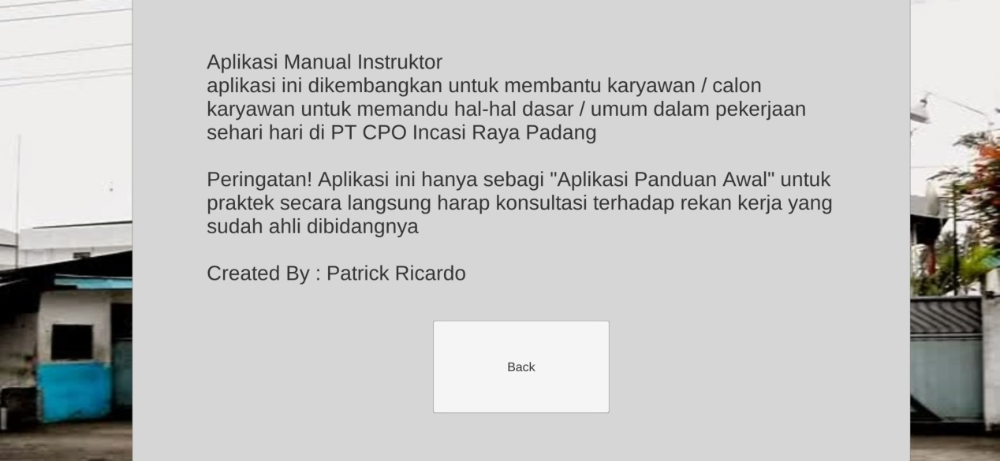 Aplikasi Manual Instruktor
aplikasi ini dikembangkan untuk membantu karyawan / calon
karyawan untuk memandu hal-hal dasar / umum dalam pekerjaan
sehari hari di PT CPO Incasi Raya Padang
Peringatan! Aplikasi ini hanya sebagi "Aplikasi Panduan Awal" untuk
praktek secara langsung harap konsultasi terhadap rekan kerja yang
sudah ahli dibidangnya
Created By : Patrick Ricardo
Back